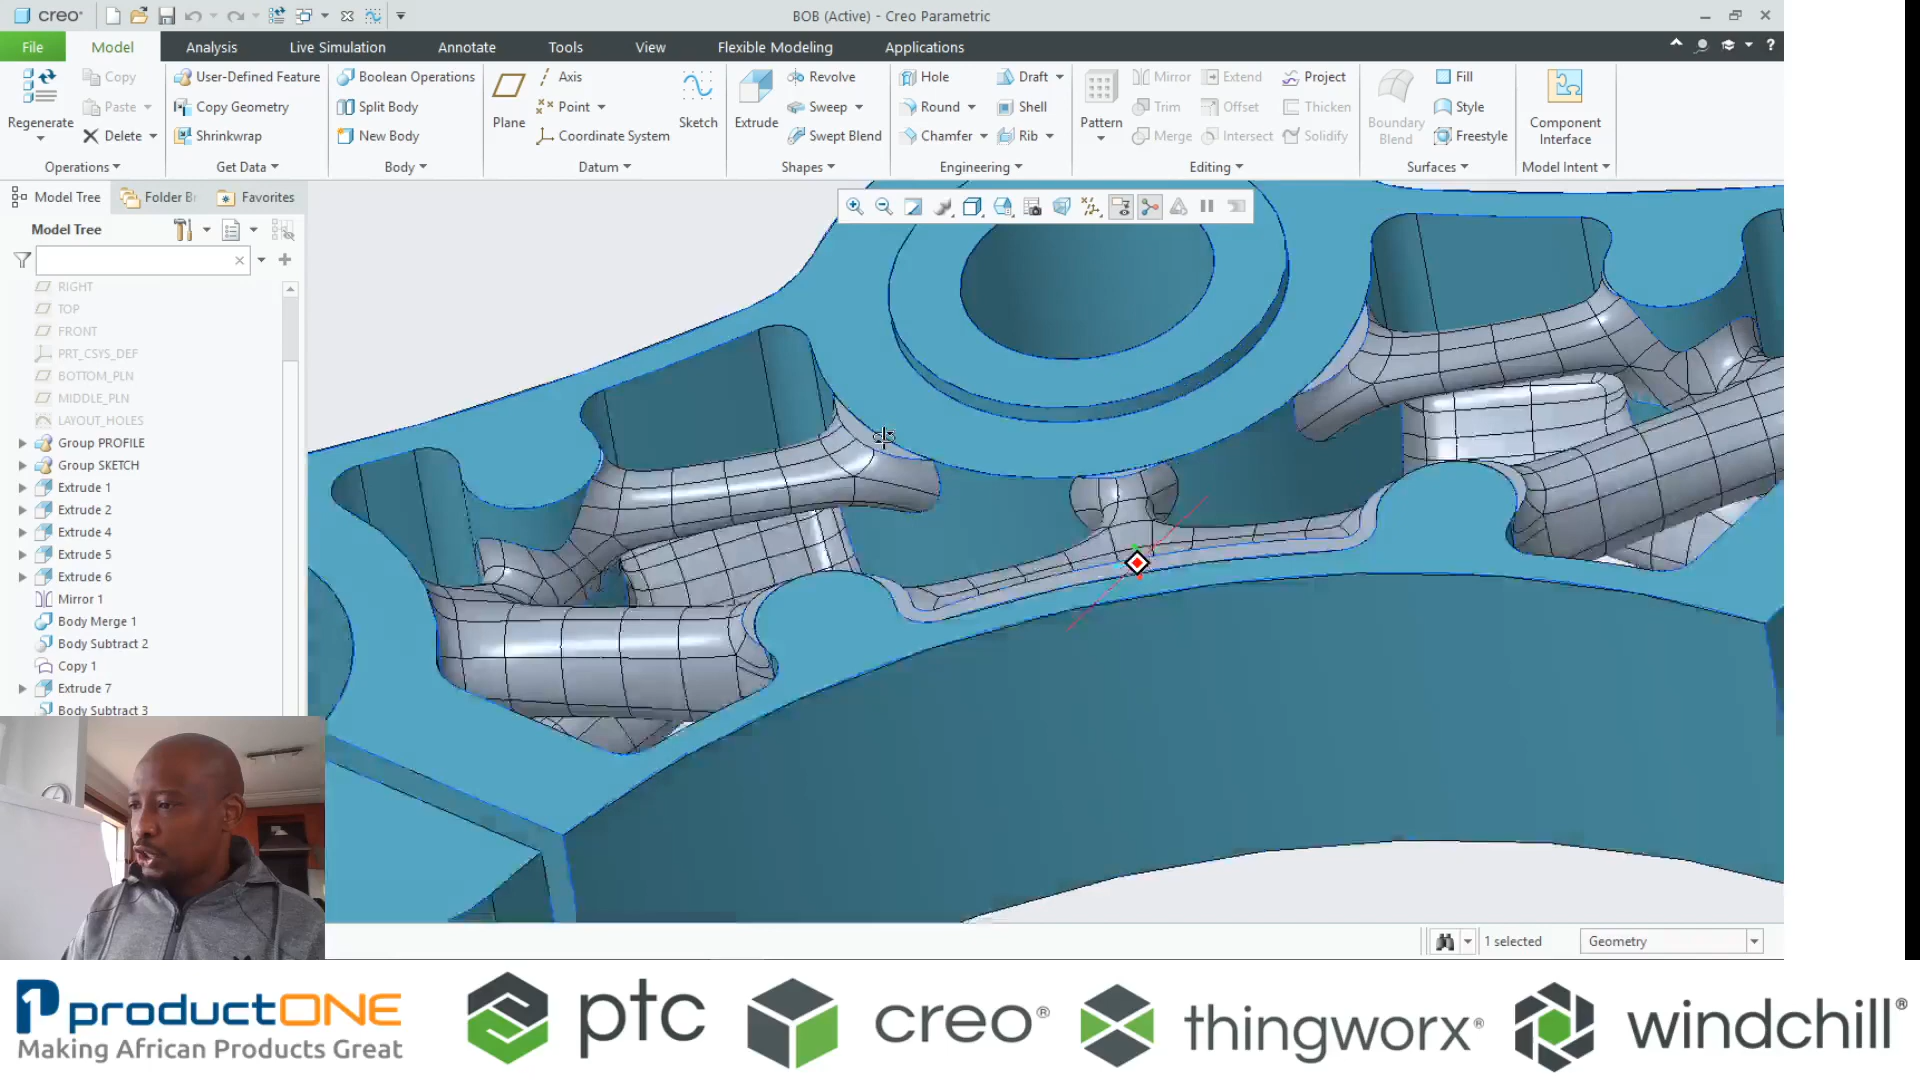 creo®
BOB (Active) - Creo Parametric
File
Model
Analysis
Live Simulation
Annotate
Tools
View
Flexible Modeling
Applications
Regenerate
Copy
Paste
Delete
Operations
User-Defined Feature
Copy Geometry
Shrinkwrap
Get Data
Boolean Operations
Split Body
New Body
Body
Plane
Axis
Point
Coordinate System
Sketch
Datum
Extrude
Revolve
Sweep
Swept Blend
Shapes
Hole
Round
Chamfer
Draft
Shell
Rib
Engineering
Pattern
Mirror
Trim
Merge
Extend
Offset
Intersect
Project
Thicken
Solidify
Editing
Boundary
Blend
Fill
Style
Freestyle
Surfaces
Component
Interface
Model Intent
Model Tree
Folder Br
Favorites
Model Tree
RIGHT
TOP
FRONT
PRT_CSYS_DEF
BOTTOM_PLN
MIDDLE_PLN
LAYOUT_HOLES
Group PROFILE
Group SKETCH
Extrude 1
Extrude 2
Extrude 4
Extrude 5
Extrude 6
Mirror 1
Body Merge 1
Body Subtract 2
Copy 1
Extrude 7
Body Subtract 3
1 selected
Geometry
1 productONE
Making African Products Great
ptc
creo®
thingworx®
windchill®